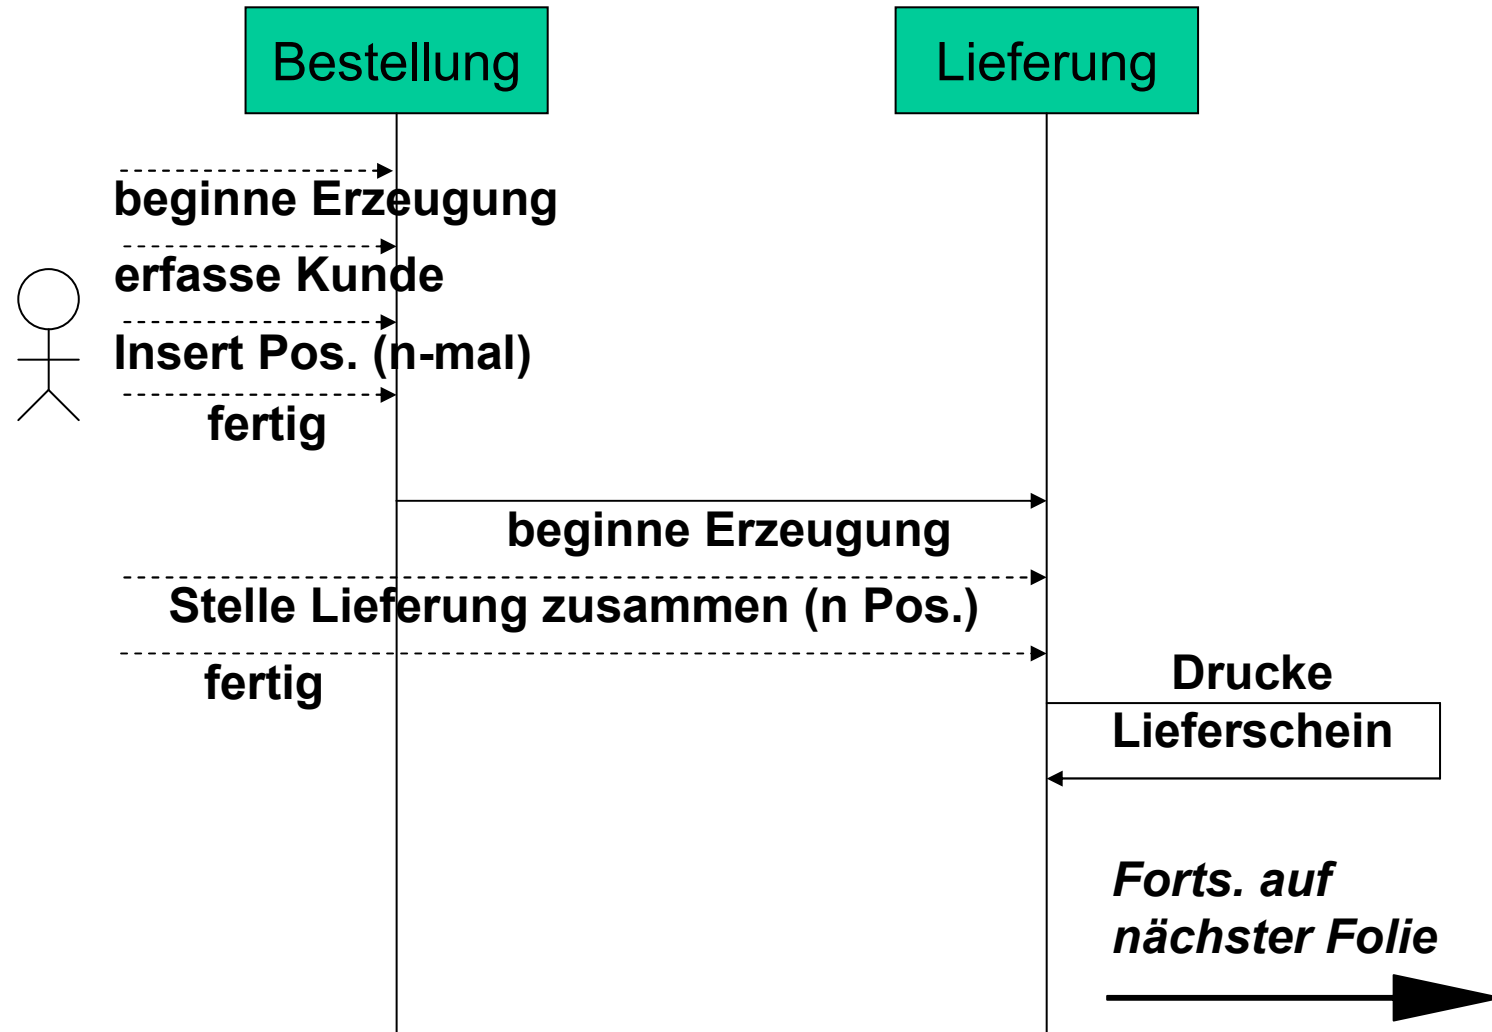 Bestellung
Lieferung
beginne Erzeugung
erfasse Kunde
Insert Pos. (n-mal)
fertig
beginne Erzeugung
Stelle Lieferung zusammen (n Pos.)
fertig
Drucke
Lieferschein
Forts. auf
nächster Folie